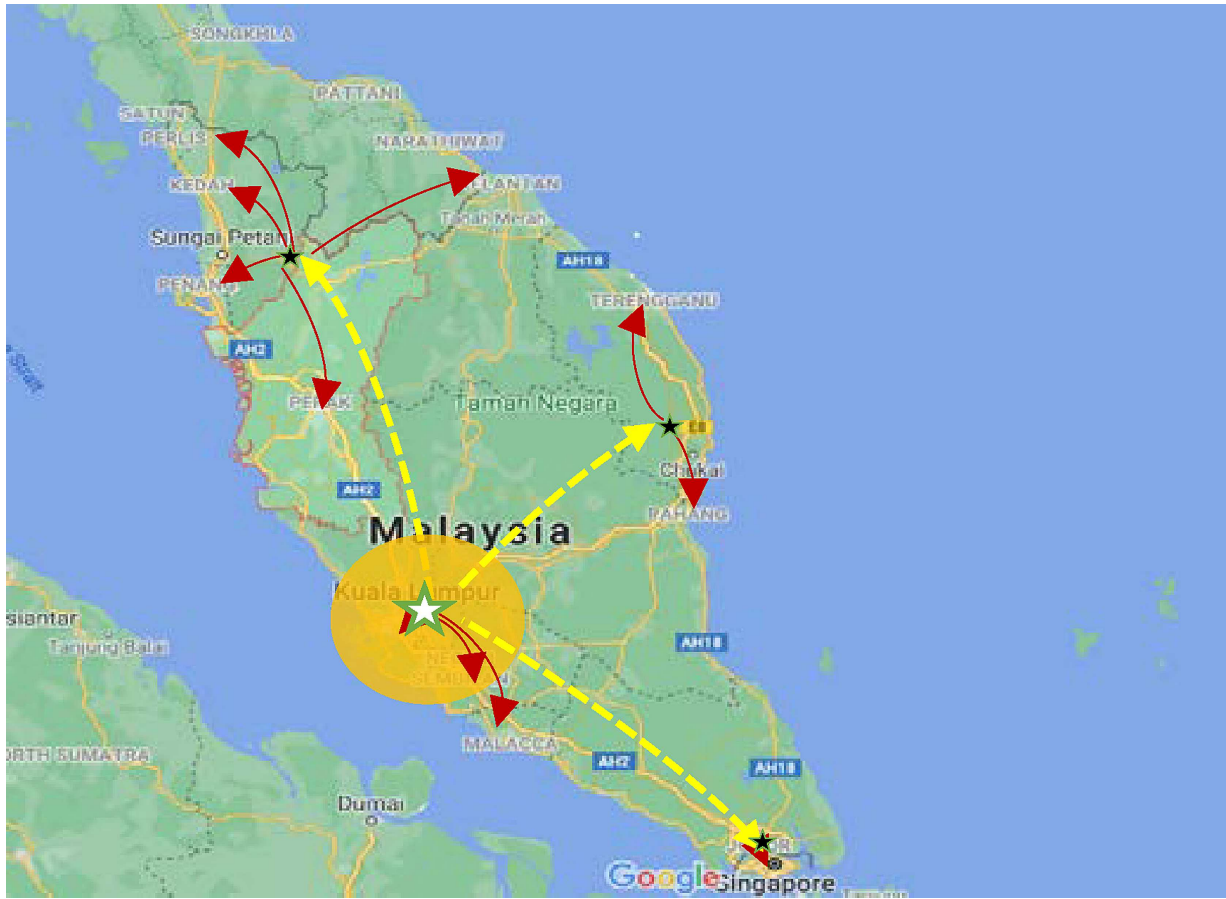 SONGKHLA
PATTANI
SATUN
PERLIS
NARATHIWAT
KEDAH
Tanah Merah
Sungai Petani
AH18
PENANG
TERENGGANU
AH2
PERAK
Taman Negara
E8
Chukai
AH2
PAHANG
Malaysia
Kuala Lumpur
siantar
Tanjung Balai
AH18
MALACCA
ORTH SUMATRA
AH2
AH18
Dumai
Google
Singapore